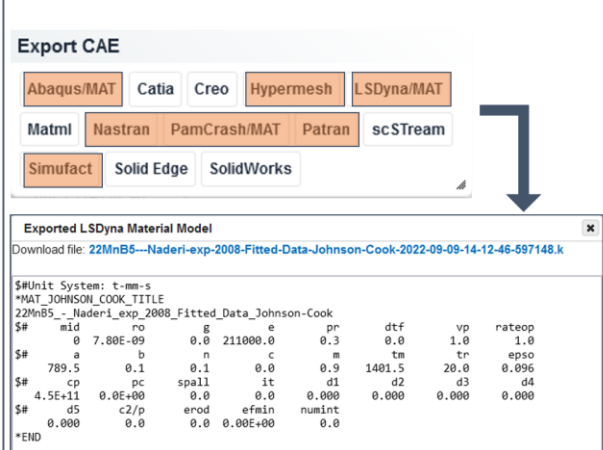 Export CAE
Abaqus/MAT Catia Creo Hypermesh LSDyna/MAT
Matml Nastran PamCrash/MAT Patran scSTream
Simufact Solid Edge SolidWorks
Exported LSDyna Material Model
Download file: 22MnB5---Naderi-exp-2008-Fitted-Data-Johnson-Cook-2022-09-09-14-12-46-597148.k
$#Unit System: t-mm-s
*MAT_JOHNSON_COOK_TITLE
22MnB5_-_Naderi_exp_2008_Fitted_Data_Johnson-Cook
$# mid ro g e pr dtf vp rateop
0 7.80E-09 0.0 211000.0 0.3 0.0 1.0 1.0
$# a b n c m tm tr epso
789.5 0.1 0.1 0.0 0.9 1401.5 20.0 0.096
$# cp pc spall it d1 d2 d3 d4
4.5E+11 0.0E+00 0.0 0.0 0.000 0.000 0.000 0.000
$# d5 c2/p erod efmin numint
0.000 0.0 0.0 0.00E+00 0.0
*END